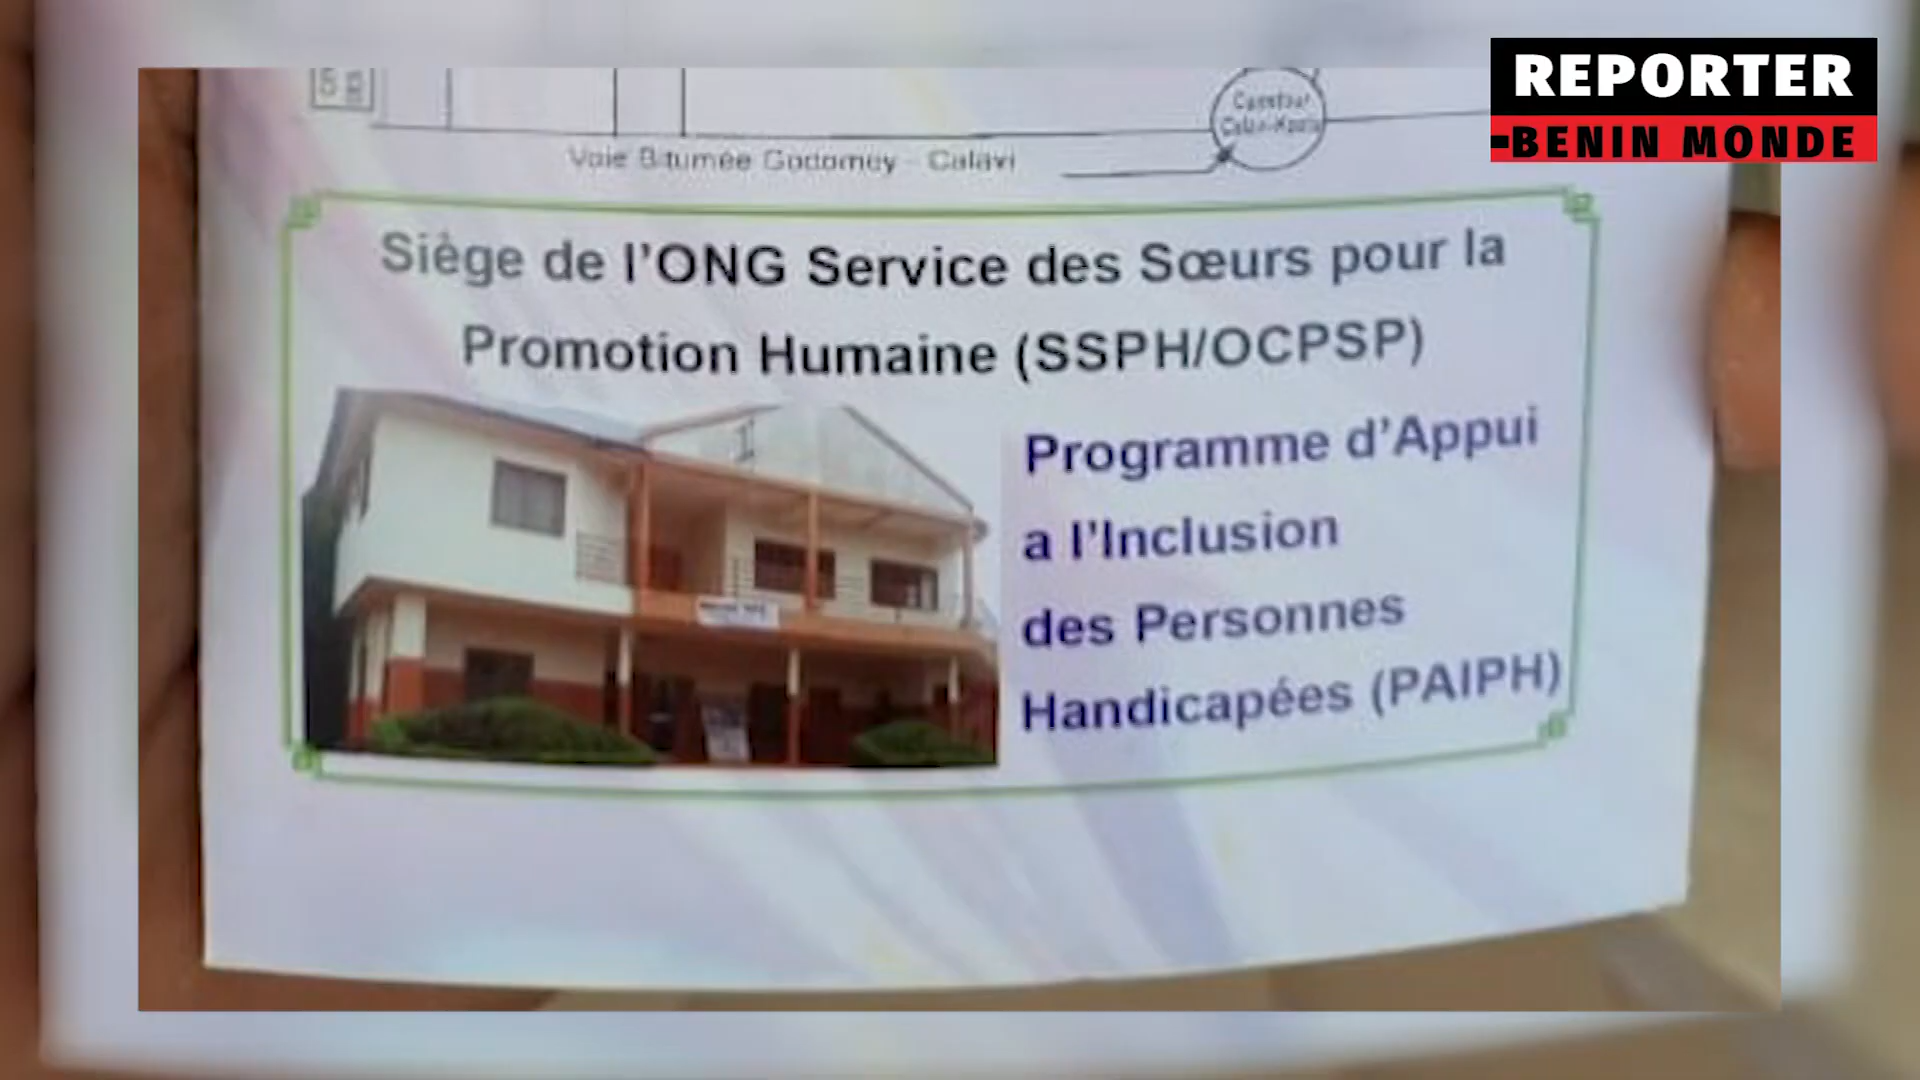 REPORTER
BENIN MONDE
Voie Bitumée Godomey - Calavi
Siège de l'ONG Service des Sœurs pour la
Promotion Humaine (SSPH/OCPSP)
Programme d'Appui
a l'Inclusion
des Personnes
Handicapées (PAIPH)